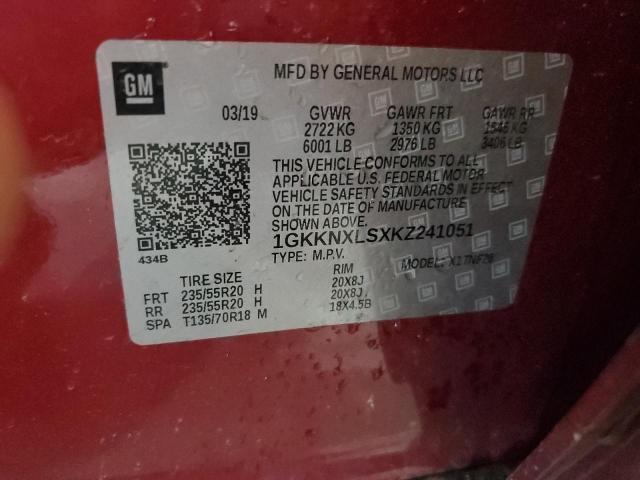 GM
MFD BY GENERAL MOTORS LLC
03/19 GVWR GAWR FRT GAWR RR
2722 KG 1350 KG 1546 KG
6001 LB 2976 LB 3406 LB
THIS VEHICLE CONFORMS TO ALL
APPLICABLE U.S. FEDERAL MOTOR
VEHICLE SAFETY STANDARDS IN EFFECT
ON THE DATE OF MANUFACTURE
SHOWN ABOVE.
1GKKNXLSXKZ241051
434B
TYPE: M.P.V. MODEL: X17NF26
TIRE SIZE RIM
FRT 235/55R20 H 20X8J
RR 235/55R20 H 20X8J
SPA T135/70R18 M 18X4.5B